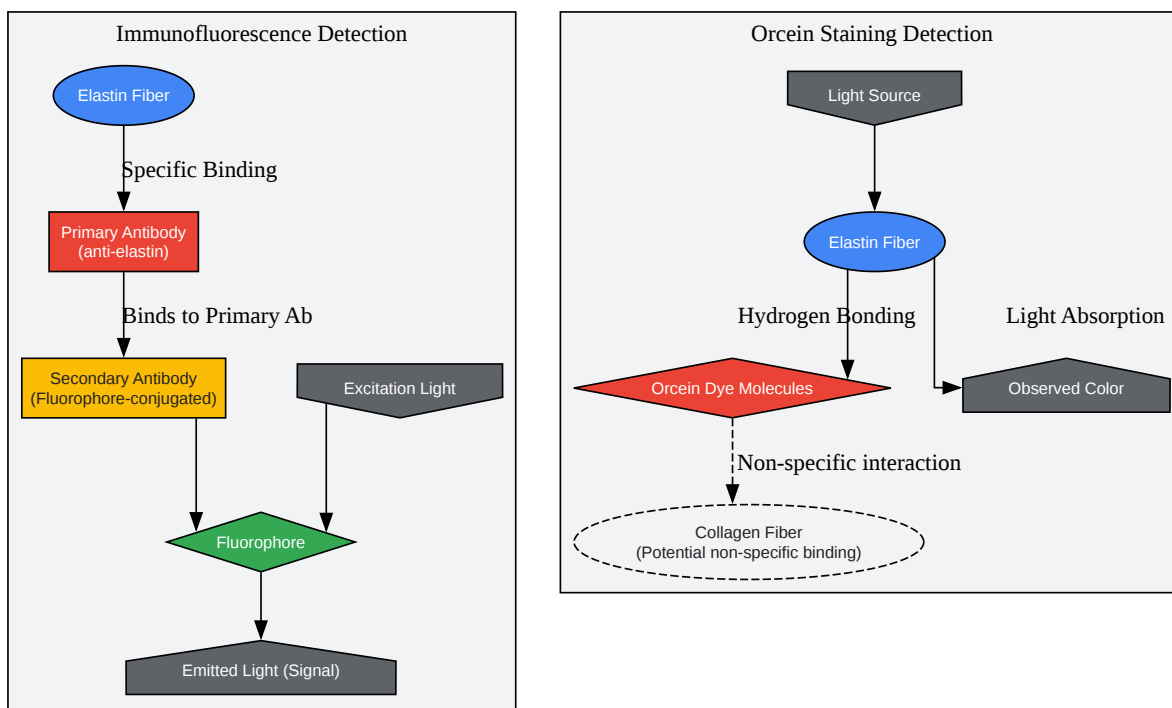 Immunofluorescence Detection
Elastin Fiber
Specific Binding
Primary Antibody
(anti-elastin)
Binds to Primary Ab
Secondary Antibody
(Fluorophore-conjugated)
Excitation Light
Fluorophore
Emitted Light (Signal)
Orcein Staining Detection
Light Source
Elastin Fiber
Hydrogen Bonding
Light Absorption
Orcein Dye Molecules
Observed Color
Non-specific interaction
Collagen Fiber
(Potential non-specific binding)